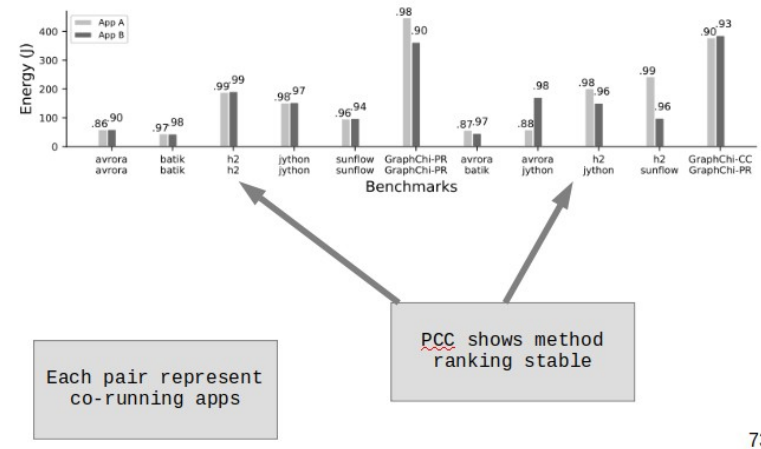 .98
.90
.99
.99
.98
.97
.96
.94
.86
.90
.97
.98
.87
.97
.88
.98
.98
.96
.99
.96
.90
.93
App A
App B
Energy (J)
400
300
200
100
0
avrora batik h2 jython sunflow GraphChi-PR avrora avrora h2 h2 GraphChi-CC
avrora batik h2 jython sunflow GraphChi-PR batik jython jython sunflow GraphChi-PR
Benchmarks
PCC shows method
ranking stable
Each pair represent
co-running apps